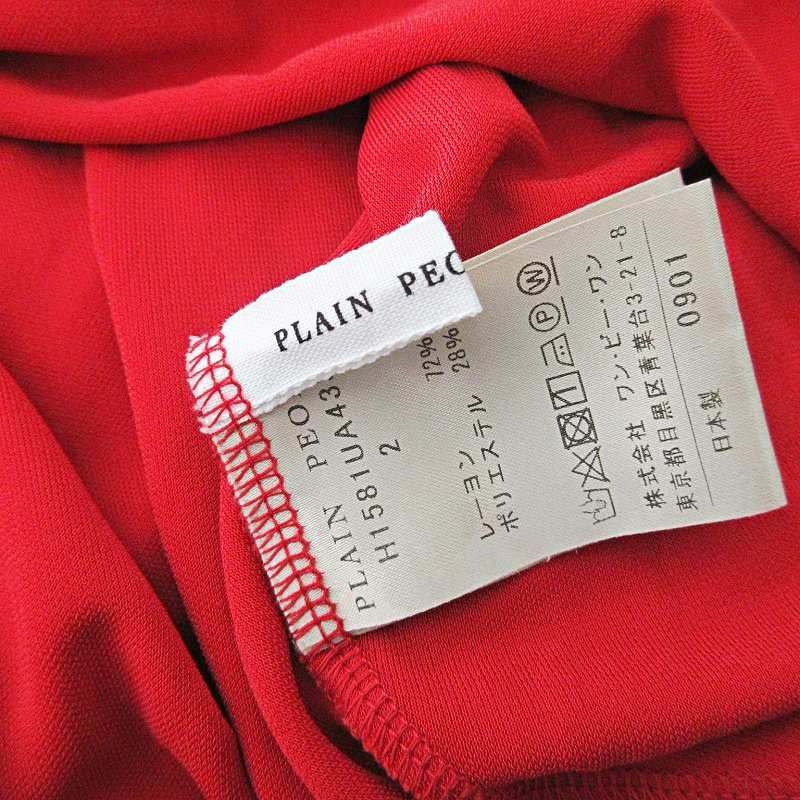 PLAIN PEO
PLAIN PEO
H1581UA43
2
レーヨン 72%
ポリエステル 28%
株式会社 ワン・ビー・ワン
東京都目黒区青葉台3-21-8
0901
日本製